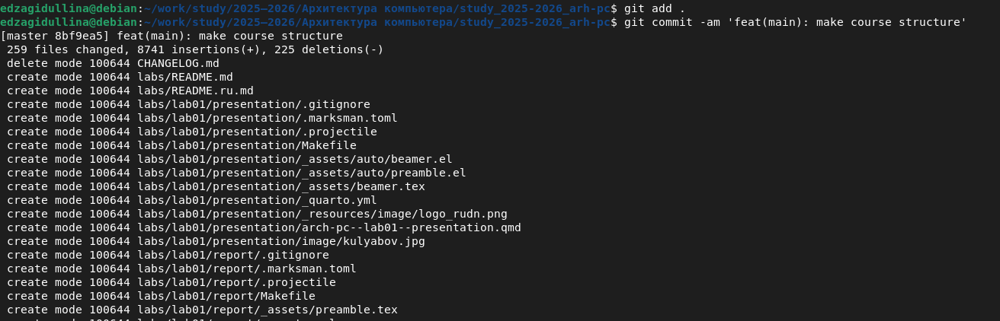 edzagidullina@debian:~/work/study/2025–2026/Архитектура компьютера/study_2025-2026_arh-pc$ git add .
edzagidullina@debian:~/work/study/2025–2026/Архитектура компьютера/study_2025-2026_arh-pc$ git commit -am 'feat(main): make course structure'
[master 8bf9ea5] feat(main): make course structure
 259 files changed, 8741 insertions(+), 225 deletions(-)
 delete mode 100644 CHANGELOG.md
 create mode 100644 labs/README.md
 create mode 100644 labs/README.ru.md
 create mode 100644 labs/lab01/presentation/.gitignore
 create mode 100644 labs/lab01/presentation/.marksman.toml
 create mode 100644 labs/lab01/presentation/.projectile
 create mode 100644 labs/lab01/presentation/Makefile
 create mode 100644 labs/lab01/presentation/_assets/auto/beamer.el
 create mode 100644 labs/lab01/presentation/_assets/auto/preamble.el
 create mode 100644 labs/lab01/presentation/_assets/beamer.tex
 create mode 100644 labs/lab01/presentation/_quarto.yml
 create mode 100644 labs/lab01/presentation/_resources/image/logo_rudn.png
 create mode 100644 labs/lab01/presentation/arch-pc--lab01--presentation.qmd
 create mode 100644 labs/lab01/presentation/image/kulyabov.jpg
 create mode 100644 labs/lab01/report/.gitignore
 create mode 100644 labs/lab01/report/.marksman.toml
 create mode 100644 labs/lab01/report/.projectile
 create mode 100644 labs/lab01/report/Makefile
 create mode 100644 labs/lab01/report/_assets/preamble.tex